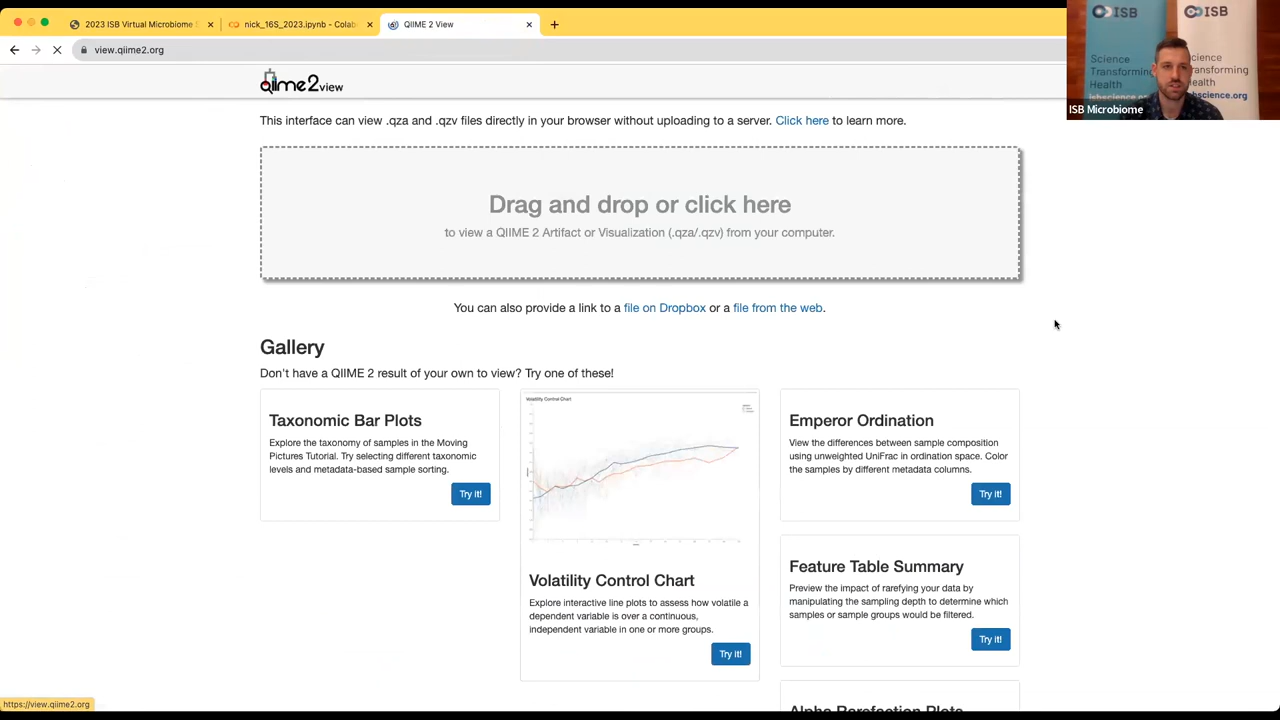 2023 ISB Virtual Microbiome S
nick_16S_2023.ipynb - Colab
QIIME 2 View
view.qiime2.org
ISB
ISB
Science
Transforming
Health
isbscience.org
science
ransforming
ealth
bscience.org
ISB Microbiome
qiime2view
This interface can view .qza and .qzv files directly in your browser without uploading to a server. Click here to learn more.
Drag and drop or click here
to view a QIIME 2 Artifact or Visualization (.qza/.qzv) from your computer.
You can also provide a link to a file on Dropbox or a file from the web.
Gallery
Don't have a QIIME 2 result of your own to view? Try one of these!
Taxonomic Bar Plots
Explore the taxonomy of samples in the Moving
Pictures Tutorial. Try selecting different taxonomic
levels and metadata-based sample sorting.
Try it!
Volatility Control Chart
Volatility Control Chart
Explore interactive line plots to assess how volatile a
dependent variable is over a continuous,
independent variable in one or more groups.
Try it!
Emperor Ordination
View the differences between sample composition
using unweighted UniFrac in ordination space. Color
the samples by different metadata columns.
Try it!
Feature Table Summary
Preview the impact of rarefying your data by
manipulating the sampling depth to determine which
samples or sample groups would be filtered.
Try it!
Alpha Rarefaction Plots
https://view.qiime2.org